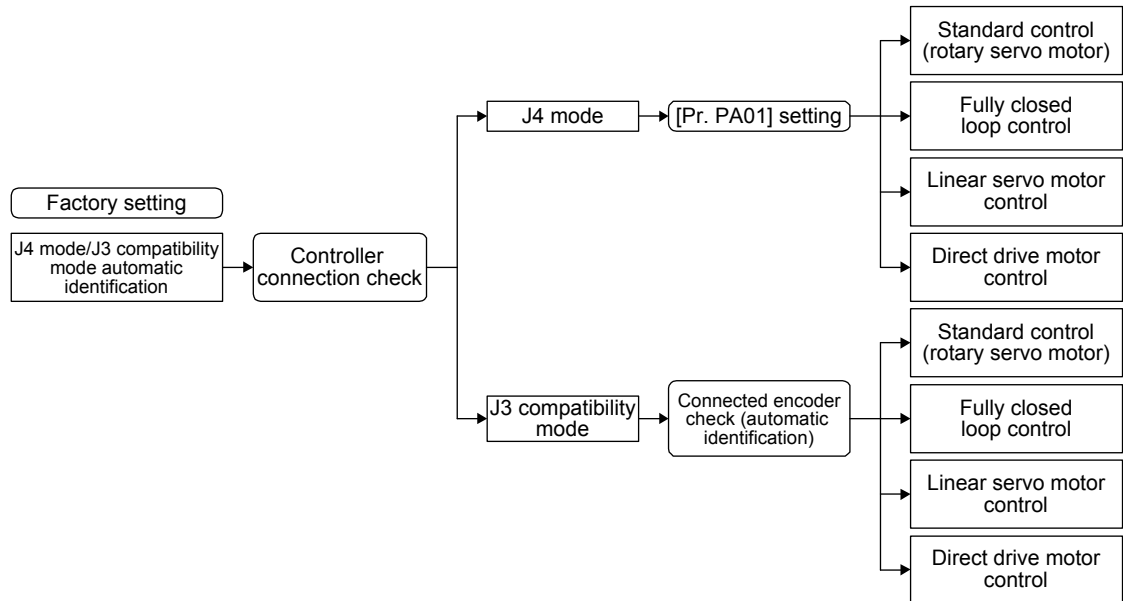 Factory setting
J4 mode/J3 compatibility
mode automatic
identification
Controller
connection check
J4 mode
[Pr. PA01] setting
Standard control
(rotary servo motor)
Fully closed
loop control
Linear servo motor
control
Direct drive motor
control
J3 compatibility
mode
Connected encoder
check (automatic
identification)
Standard control
(rotary servo motor)
Fully closed
loop control
Linear servo motor
control
Direct drive motor
control